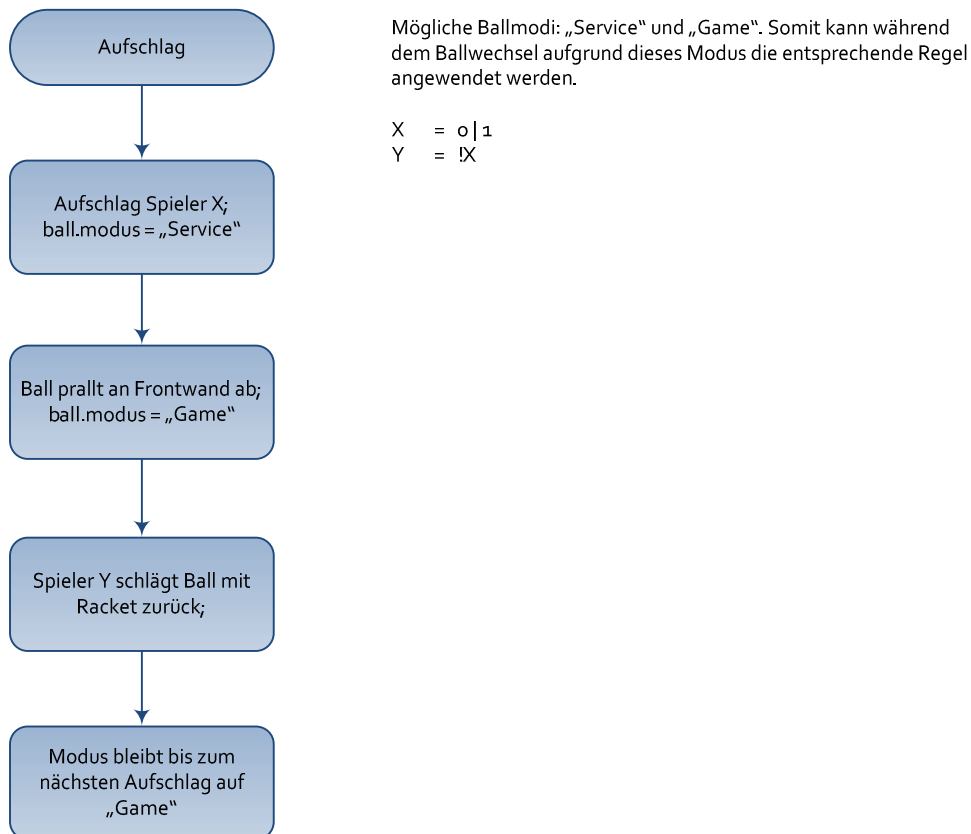 Aufschlag
Mögliche Ballmodi: „Service“ und „Game“. Somit kann während
dem Ballwechsel aufgrund dieses Modus die entsprechende Regel
angewendet werden.
X = 0|1
Y = !X
Aufschlag Spieler X;
ball.modus = „Service“
Ball prallt an Frontwand ab;
ball.modus = „Game“
Spieler Y schlägt Ball mit
Racket zurück;
Modus bleibt bis zum
nächsten Aufschlag auf
„Game“